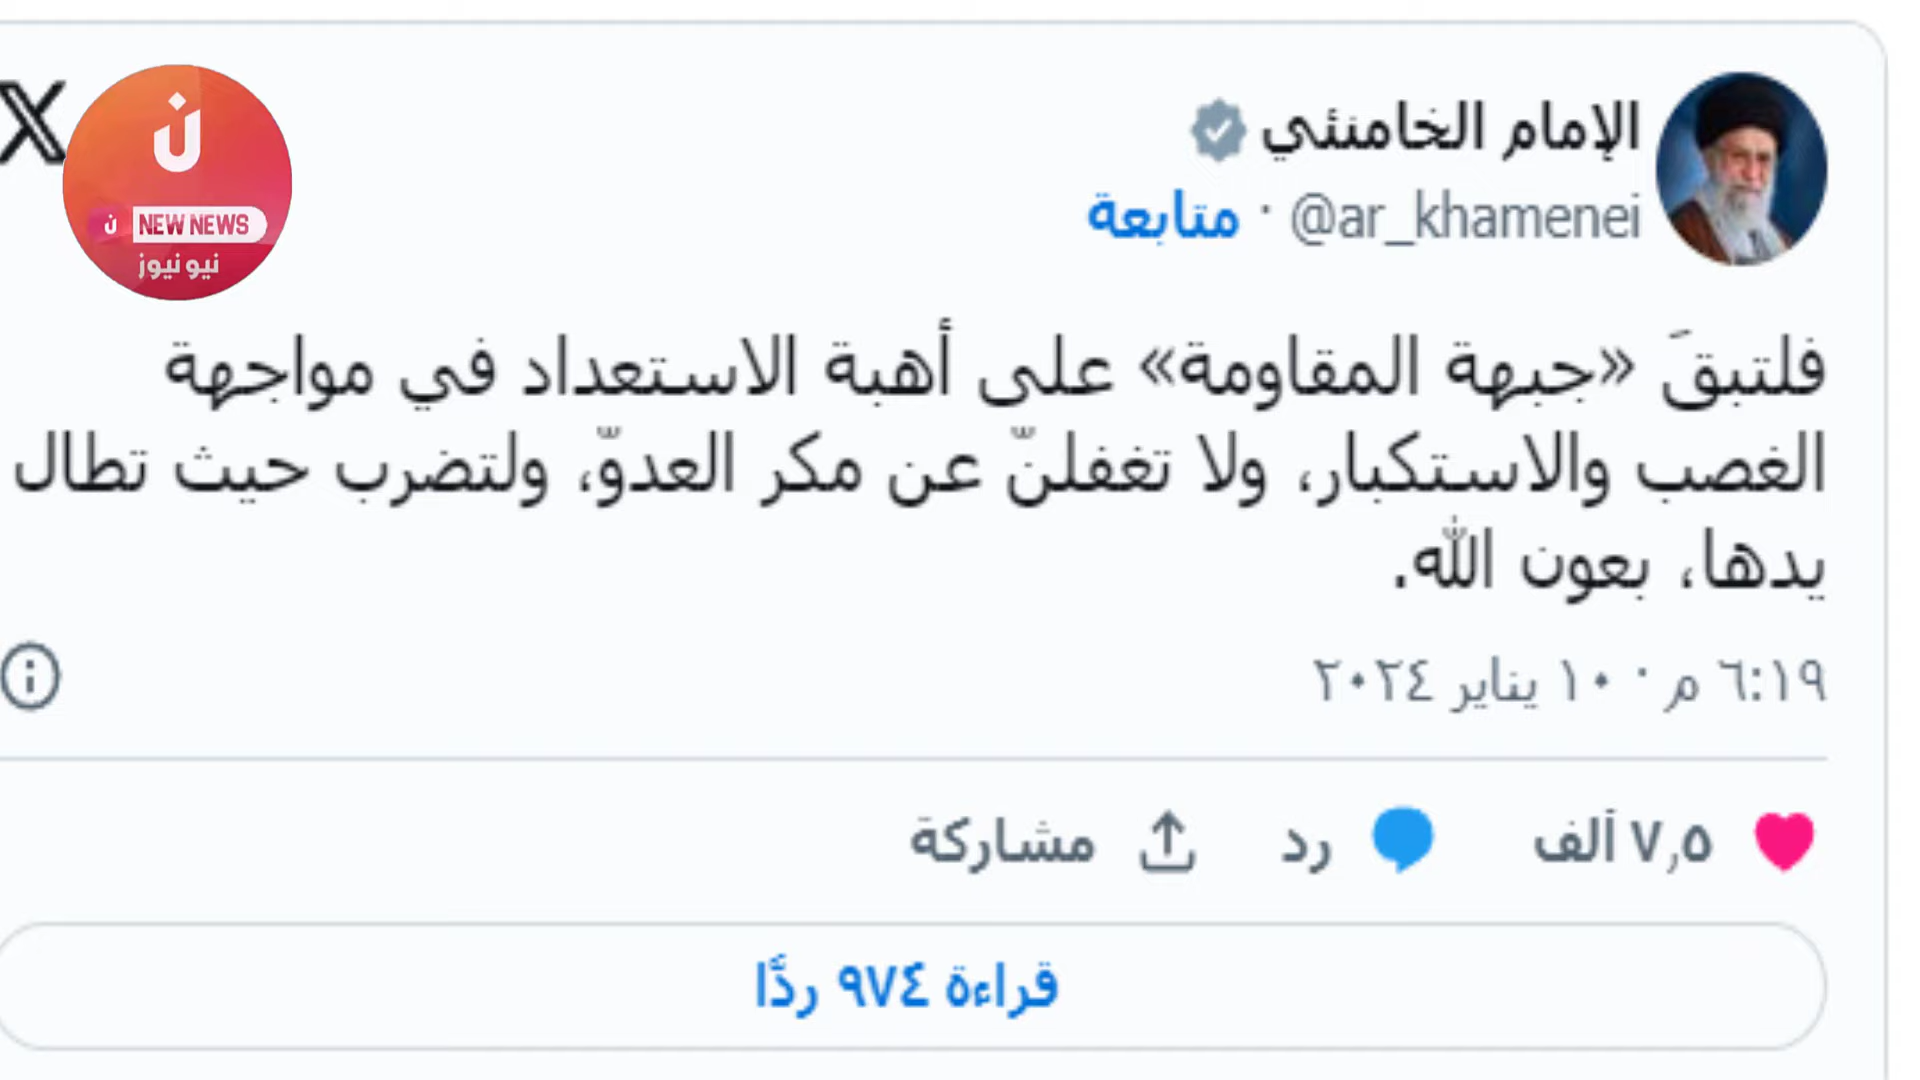 الإمام الخامنئي
@ar_khamenei · متابعة
X
ن
ن NEW NEWS
نيو نيوز
فلتبقَ «جبهة المقاومة» على أهبة الاستعداد في مواجهة
الغصب والاستكبار، ولا تغفلنّ عن مكر العدوّ، ولتضرب حيث تطال
يدها، بعون الله.
٦:١٩ م · ١٠ يناير ٢٠٢٤
٧٫٥ ألف رد مشاركة
قراءة ٩٧٤ ردًّا